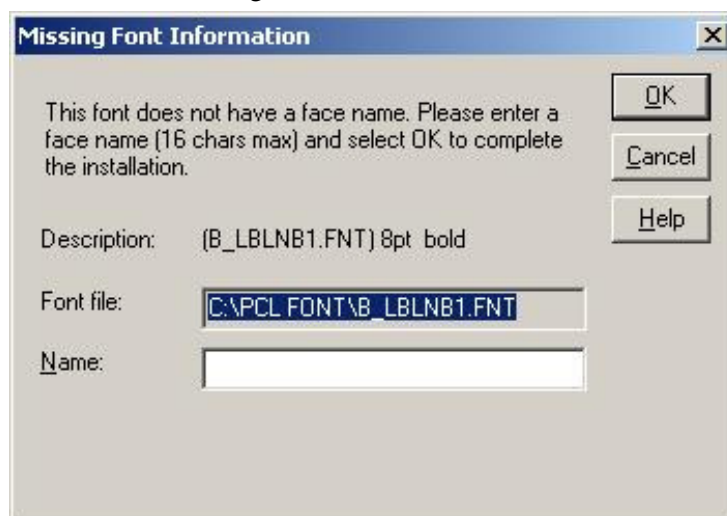 Missing Font Information
This font does not have a face name. Please enter a
face name (16 chars max) and select OK to complete
the installation.
OK
Cancel
Help
Description: (B_LBLNB1.FNT) 8pt bold
Font file: C:\PCL FONT\B_LBLNB1.FNT
Name: